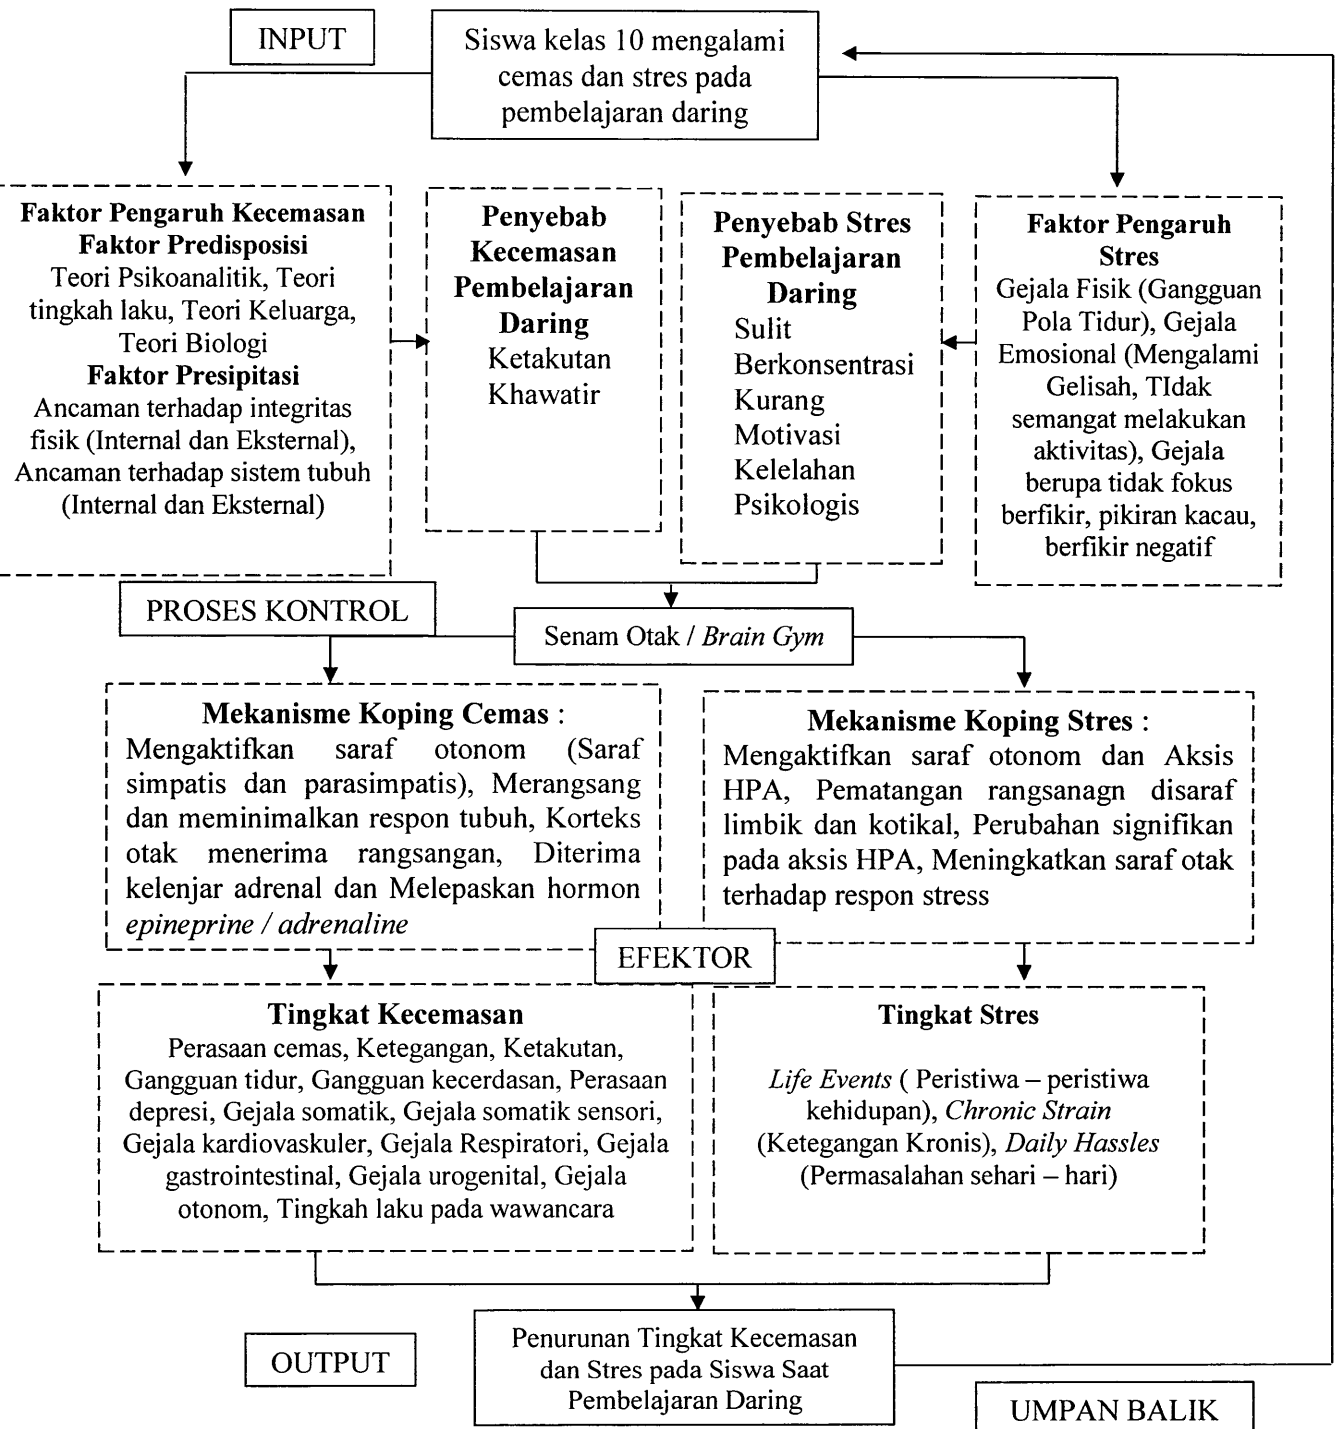 INPUT
Siswa kelas 10 mengalami
cemas dan stres pada
pembelajaran daring
Faktor Pengaruh Kecemasan
Faktor Predisposisi
Teori Psikoanalitik, Teori
tingkah laku, Teori Keluarga,
Teori Biologi
Faktor Presipitasi
Ancaman terhadap integritas
fisik (Internal dan Eksternal),
Ancaman terhadap sistem tubuh
(Internal dan Eksternal)
Penyebab
Kecemasan
Pembelajaran
Daring
Ketakutan
Khawatir
Penyebab Stres
Pembelajaran
Daring
Sulit
Berkonsentrasi
Kurang
Motivasi
Kelelahan
Psikologis
Faktor Pengaruh
Stres
Gejala Fisik (Gangguan
Pola Tidur), Gejala
Emosional (Mengalami
Gelisah, TIdak
semangat melakukan
aktivitas), Gejala
berupa tidak fokus
berfikir, pikiran kacau,
berfikir negatif
PROSES KONTROL
Senam Otak / Brain Gym
Mekanisme Koping Cemas :
Mengaktifkan saraf otonom (Saraf
simpatis dan parasimpatis), Merangsang
dan meminimalkan respon tubuh, Korteks
otak menerima rangsangan, Diterima
kelenjar adrenal dan Melepaskan hormon
epineprine / adrenaline
Mekanisme Koping Stres :
Mengaktifkan saraf otonom dan Aksis
HPA, Pematangan rangsanagn disaraf
limbik dan kotikal, Perubahan signifikan
pada aksis HPA, Meningkatkan saraf otak
terhadap respon stress
EFEKTOR
Tingkat Kecemasan
Perasaan cemas, Ketegangan, Ketakutan,
Gangguan tidur, Gangguan kecerdasan, Perasaan
depresi, Gejala somatik, Gejala somatik sensori,
Gejala kardiovaskuler, Gejala Respiratori, Gejala
gastrointestinal, Gejala urogenital, Gejala
otonom, Tingkah laku pada wawancara
Tingkat Stres
Life Events ( Peristiwa – peristiwa
kehidupan), Chronic Strain
(Ketegangan Kronis), Daily Hassles
(Permasalahan sehari – hari)
OUTPUT
Penurunan Tingkat Kecemasan
dan Stres pada Siswa Saat
Pembelajaran Daring
UMPAN BALIK